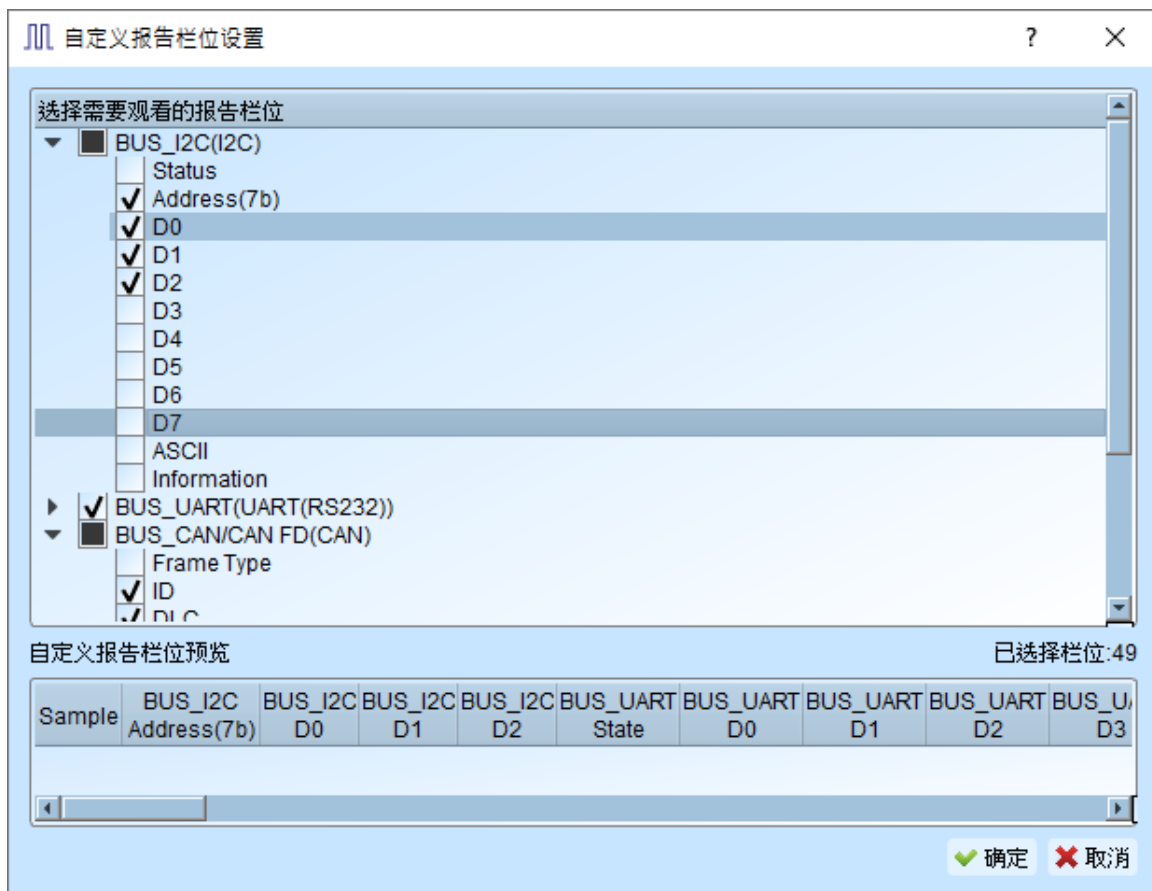 自定义报告栏位设置
?
选择需要观看的报告栏位
BUS_I2C(I2C)
Status
Address(7b)
D0
D1
D2
D3
D4
D5
D6
D7
ASCII
Information
BUS_UART(UART(RS232))
BUS_CAN/CAN FD(CAN)
Frame Type
ID
DLC
自定义报告栏位预览
已选择栏位:49
Sample
BUS_I2C
Address(7b)
BUS_I2C
D0
BUS_I2C
D1
BUS_I2C
D2
BUS_UART
State
BUS_UART
D0
BUS_UART
D1
BUS_UART
D2
BUS_UA
D3
确定
取消